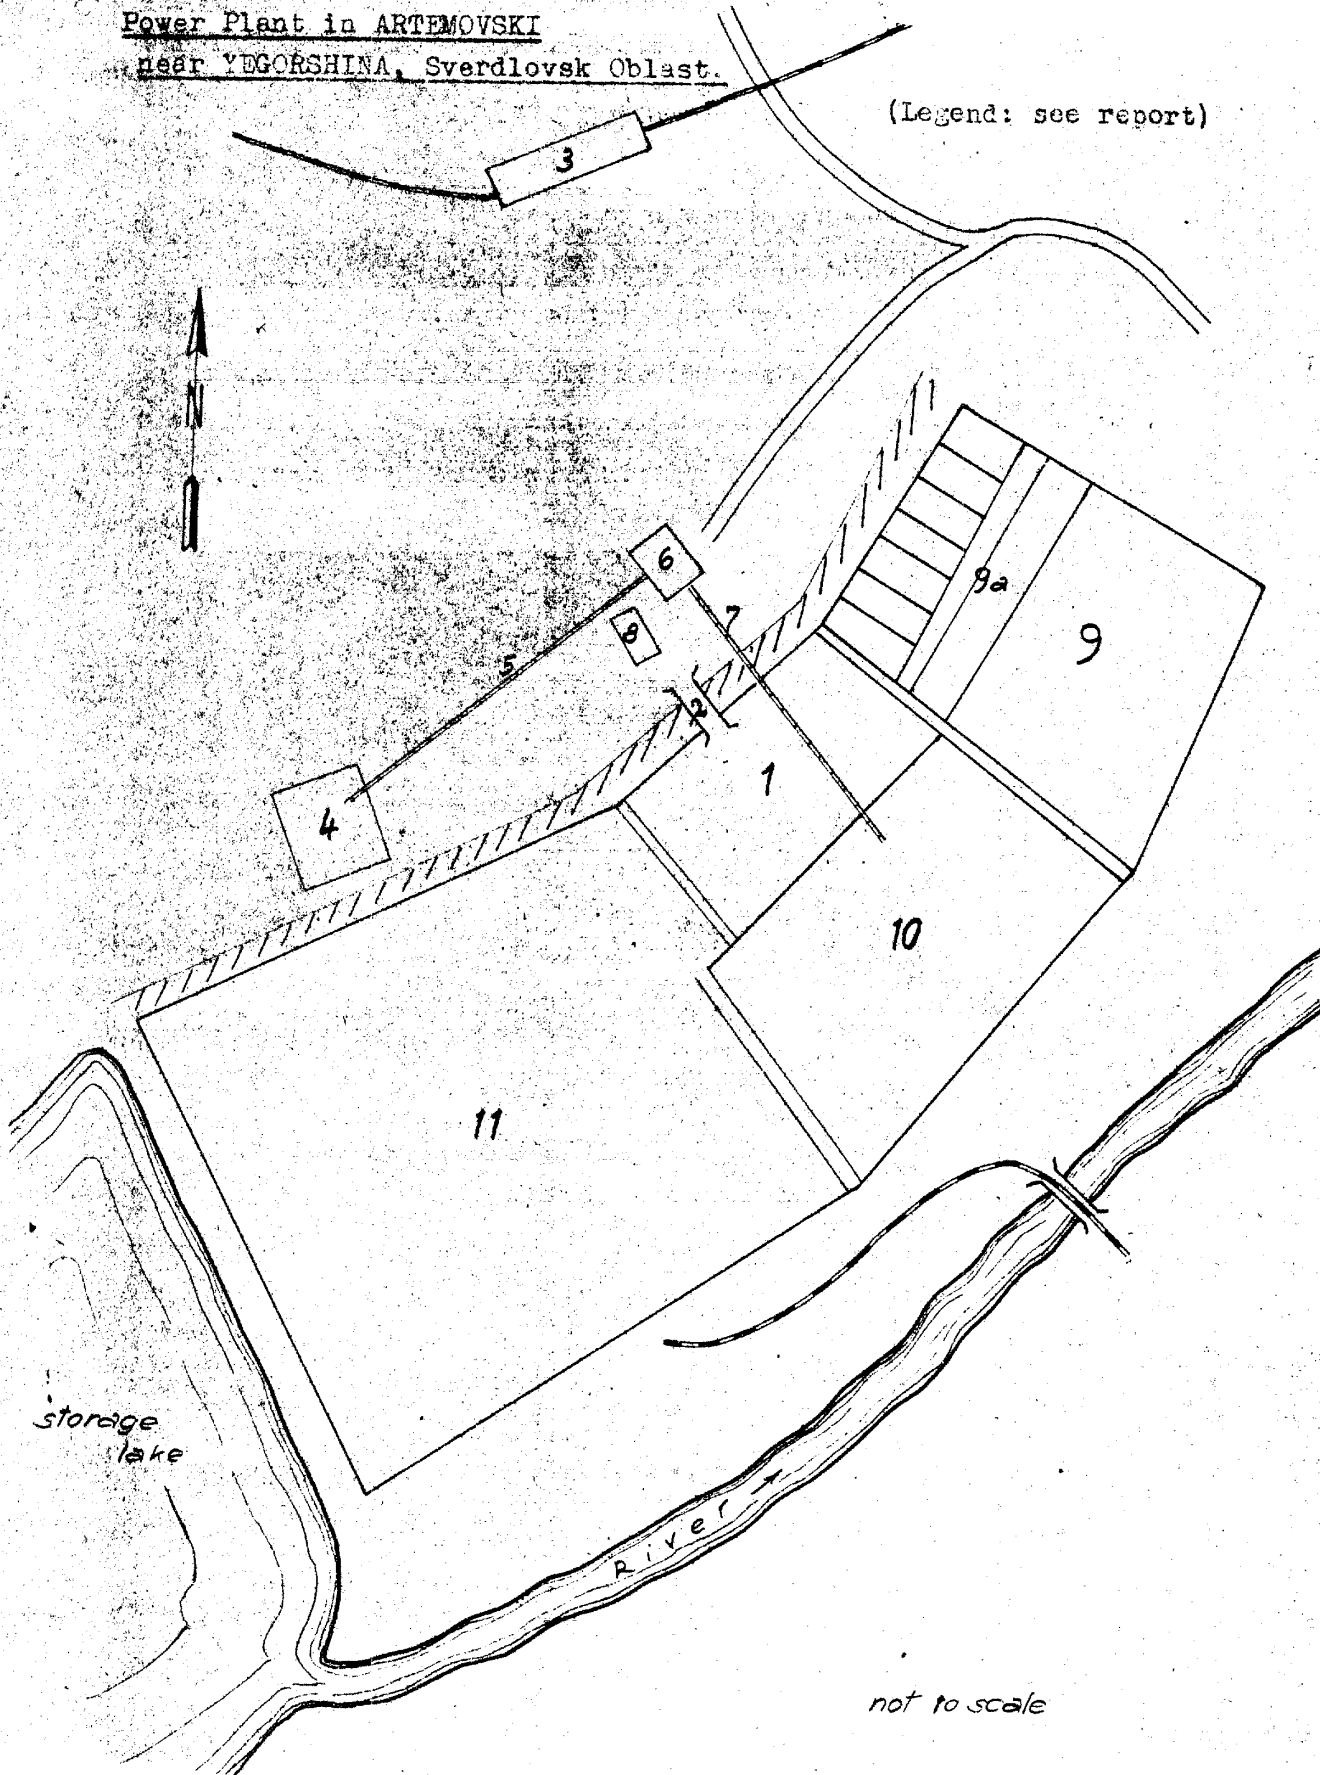 Power Plant in ARTEMOVSKI
near YEGORSHINA, Sverdlovsk Oblast.
(Legend: see report)
3
N
6
7
8
5
9a
9
2
1
4
10
11
storage
lake
River
not to scale